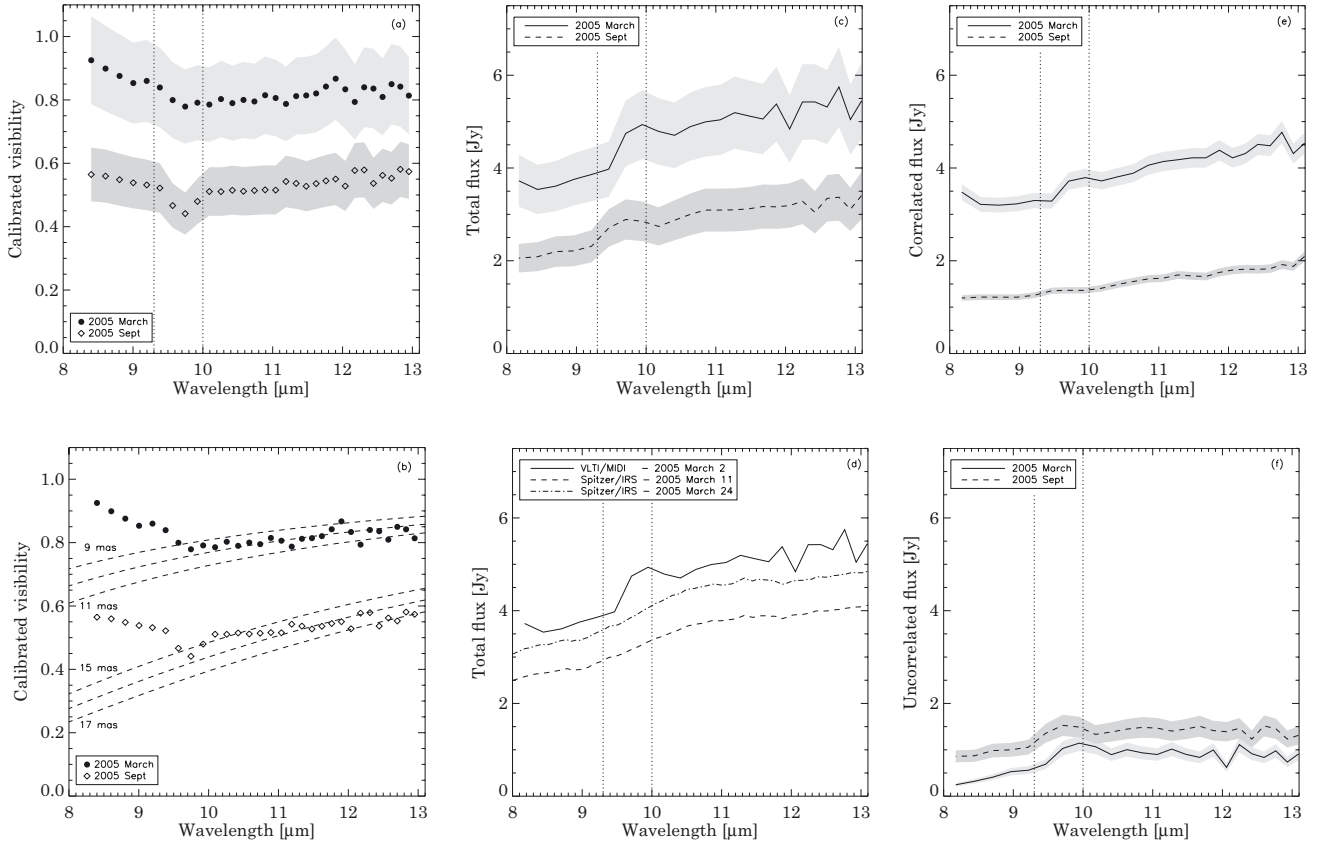 (a)
1.0
0.8
0.6
0.4
0.2
0.0
Calibrated visibility
2005 March
2005 Sept
8 9 10 11 12 13
Wavelength [μm]
(c)
2005 March
2005 Sept
6
4
2
0
Total flux [Jy]
8 9 10 11 12 13
Wavelength [μm]
(e)
2005 March
2005 Sept
6
4
2
0
Correlated flux [Jy]
8 9 10 11 12 13
Wavelength [μm]
(b)
1.0
0.8
0.6
0.4
0.2
0.0
Calibrated visibility
9 mas
11 mas
15 mas
17 mas
2005 March
2005 Sept
8 9 10 11 12 13
Wavelength [μm]
(d)
VLTI/MIDI – 2005 March 2
Spitzer/IRS – 2005 March 11
Spitzer/IRS – 2005 March 24
6
4
2
0
Total flux [Jy]
8 9 10 11 12 13
Wavelength [μm]
(f)
2005 March
2005 Sept
6
4
2
0
Uncorrelated flux [Jy]
8 9 10 11 12 13
Wavelength [μm]